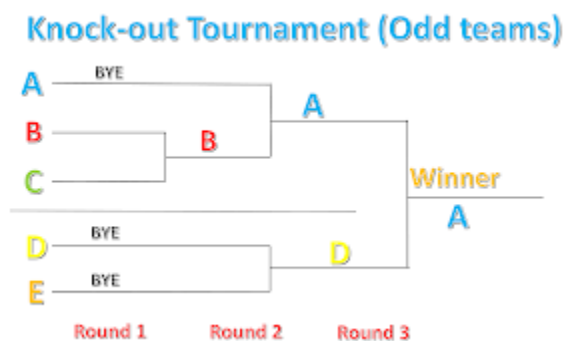 Knock-out Tournament (Odd teams)
A BYE
A
B
B
C
Winner
A
D BYE
D
E BYE
Round 1 Round 2 Round 3